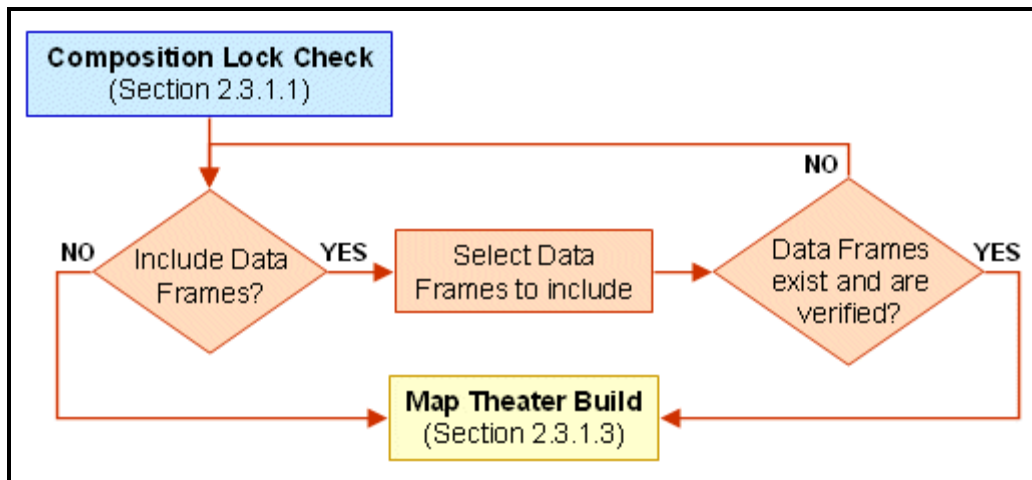 Composition Lock Check
(Section 2.3.1.1)
NO
NO
Include Data
Frames?
YES
Select Data
Frames to include
Data Frames
exist and are
verified?
YES
Map Theater Build
(Section 2.3.1.3)